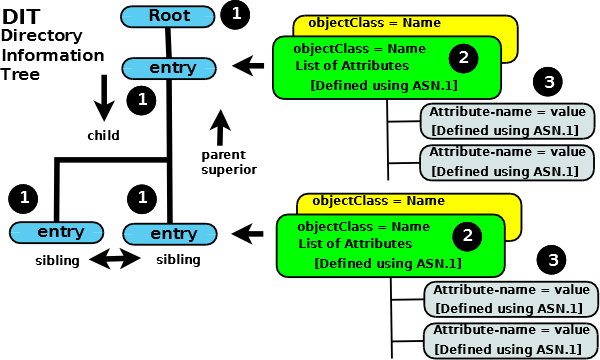 DIT
Directory
Information
Tree
Root
1
entry
1
child
parent
superior
1
entry
1
entry
sibling
sibling
objectClass = Name
objectClass = Name
2
List of Attributes
[Defined using ASN.1]
3
Attribute-name = value
[Defined using ASN.1]
Attribute-name = value
[Defined using ASN.1]
objectClass = Name
objectClass = Name
2
List of Attributes
[Defined using ASN.1]
3
Attribute-name = value
[Defined using ASN.1]
Attribute-name = value
[Defined using ASN.1]